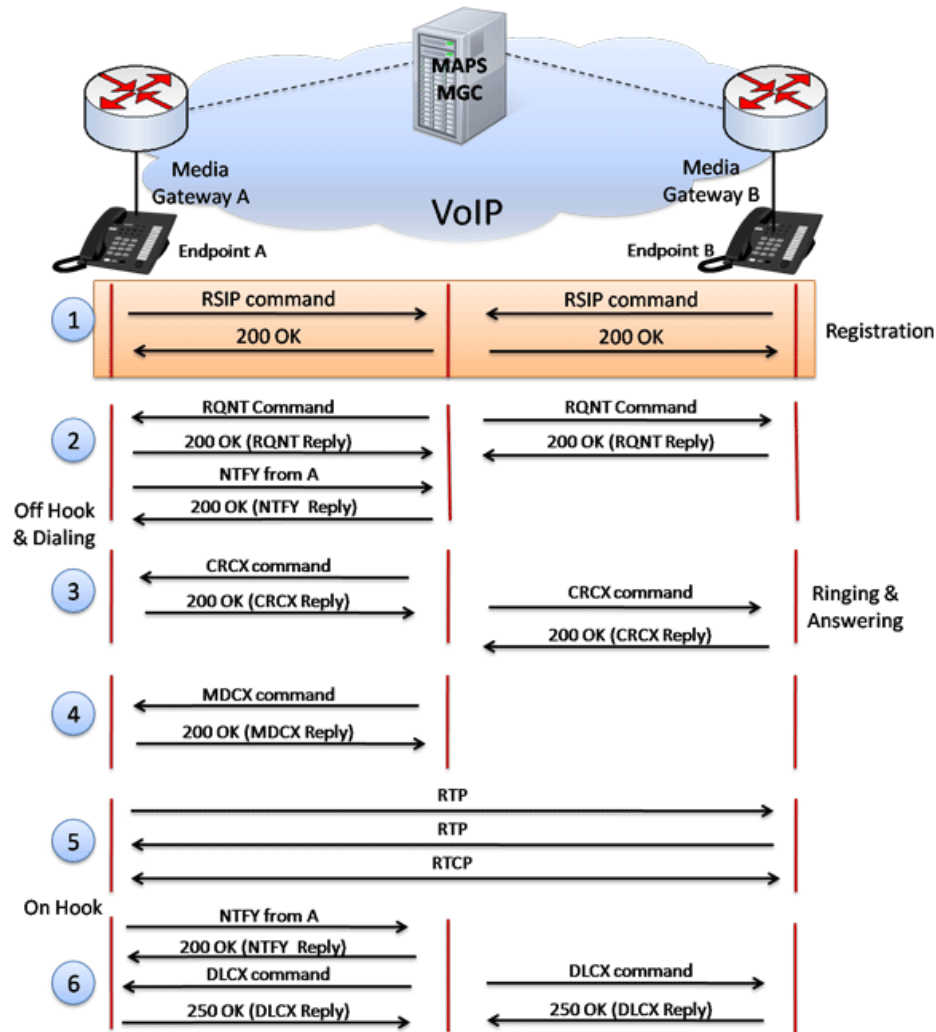 MAPS
MGC
Media
Gateway A
Media
Gateway B
VoIP
Endpoint A
Endpoint B
1
RSIP command
RSIP command
200 OK
200 OK
Registration
2
RQNT Command
RQNT Command
200 OK (RQNT Reply)
200 OK (RQNT Reply)
NTFY from A
200 OK (NTFY Reply)
Off Hook
& Dialing
3
CRCX command
200 OK (CRCX Reply)
CRCX command
200 OK (CRCX Reply)
Ringing &
Answering
4
MDCX command
200 OK (MDCX Reply)
5
RTP
RTP
RTCP
On Hook
6
NTFY from A
200 OK (NTFY Reply)
DLCX command
DLCX command
250 OK (DLCX Reply)
250 OK (DLCX Reply)